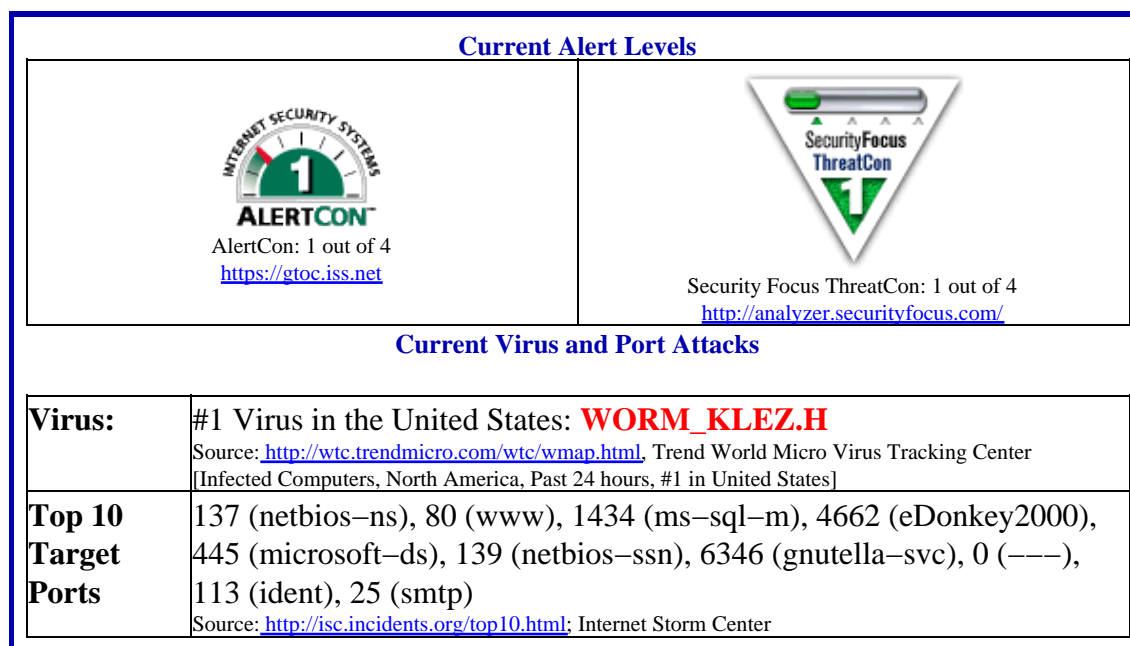 Current Alert Levels
INTERNET SECURITY SYSTEMS
1
ALERTCON™
AlertCon: 1 out of 4
https://gtoc.iss.net
SecurityFocus
ThreatCon
1
Security Focus ThreatCon: 1 out of 4
http://analyzer.securityfocus.com/
Current Virus and Port Attacks
Virus:
#1 Virus in the United States: WORM_KLEZ.H
Source: http://wtc.trendmicro.com/wtc/wmap.html, Trend World Micro Virus Tracking Center
[Infected Computers, North America, Past 24 hours, #1 in United States]
Top 10
Target
Ports
137 (netbios−ns), 80 (www), 1434 (ms−sql−m), 4662 (eDonkey2000),
445 (microsoft−ds), 139 (netbios−ssn), 6346 (gnutella−svc), 0 (−−−),
113 (ident), 25 (smtp)
Source: http://isc.incidents.org/top10.html; Internet Storm Center